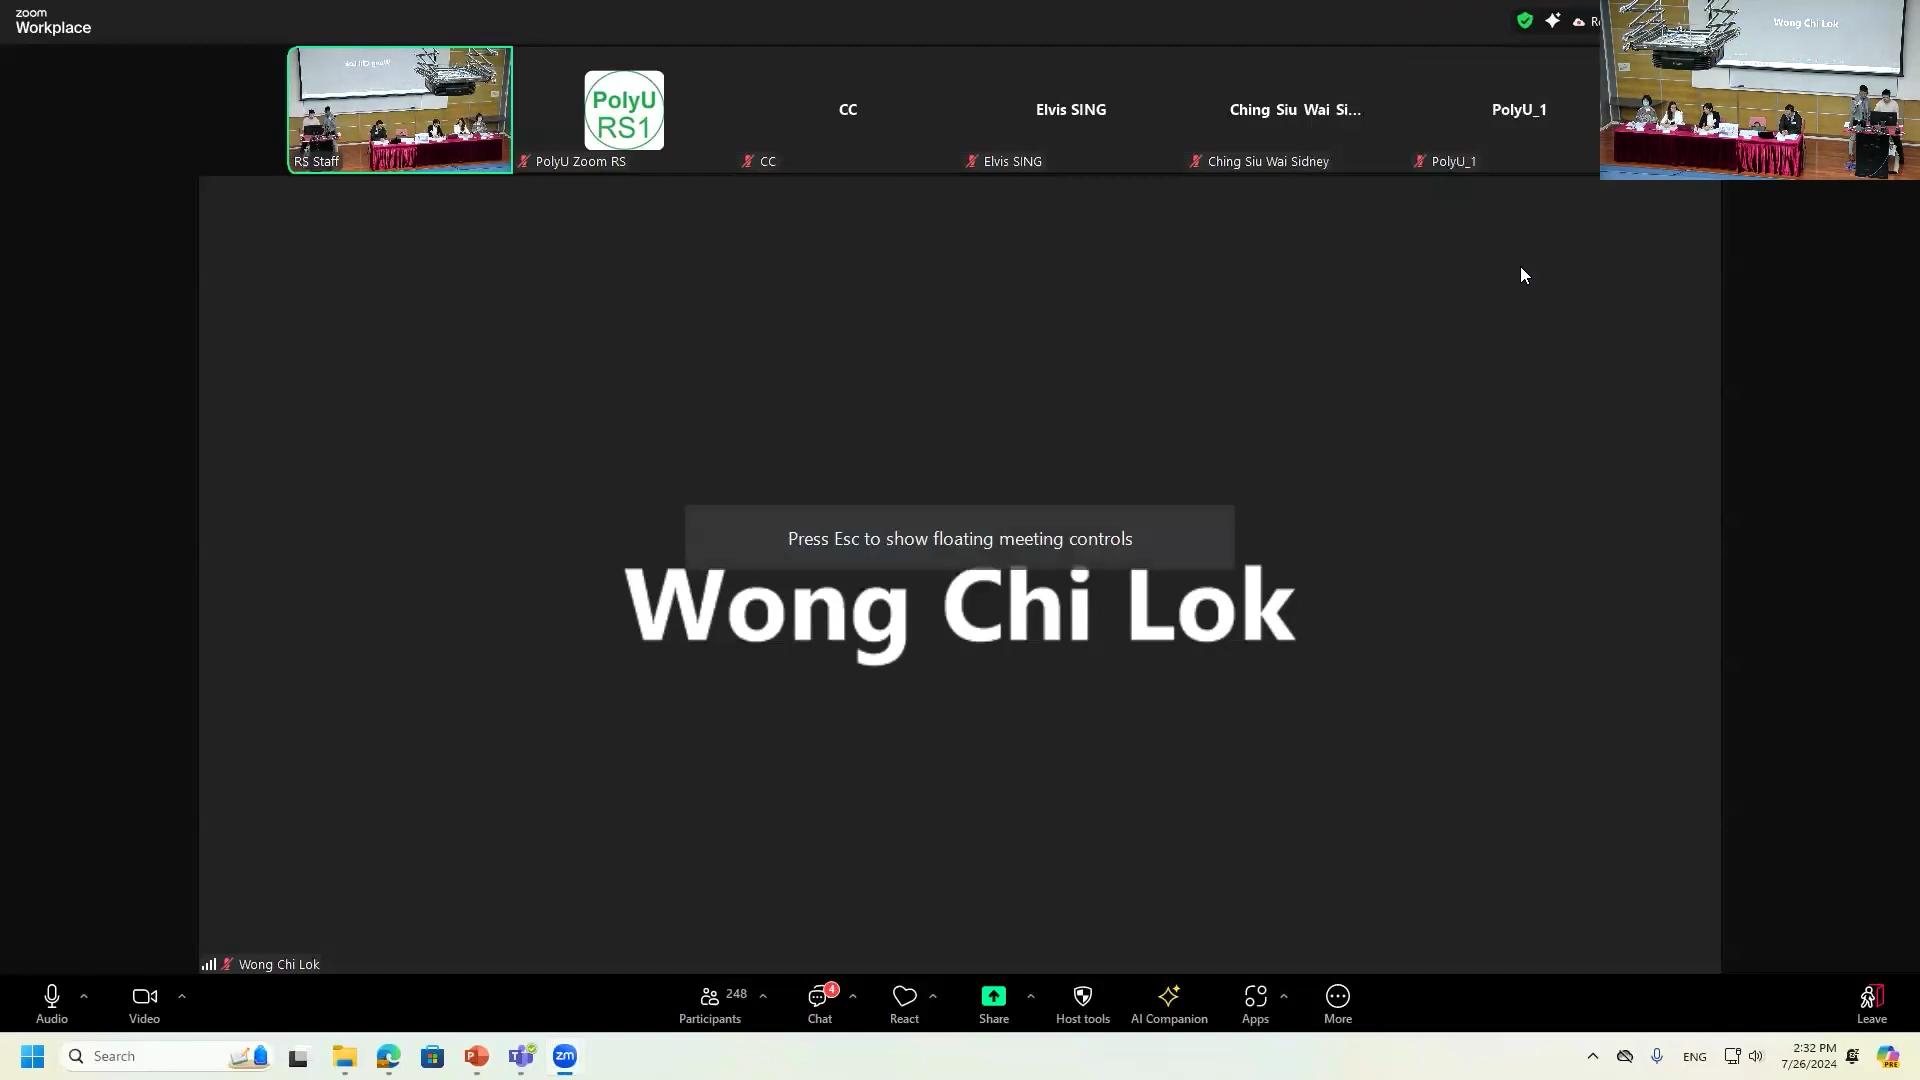 zoom
Workplace
Wong Chi Lok
PolyU
RS1
CC
Elvis SING
Ching Siu Wai Si...
PolyU_1
RS Staff
PolyU Zoom RS
CC
Elvis SING
Ching Siu Wai Sidney
PolyU_1
Press Esc to show floating meeting controls
Wong Chi Lok
Wong Chi Lok
Audio
Video
248
Participants
4
Chat
React
Share
Host tools
AI Companion
Apps
More
Leave
Search
zm
ENG
2:32 PM
7/26/2024
PRE